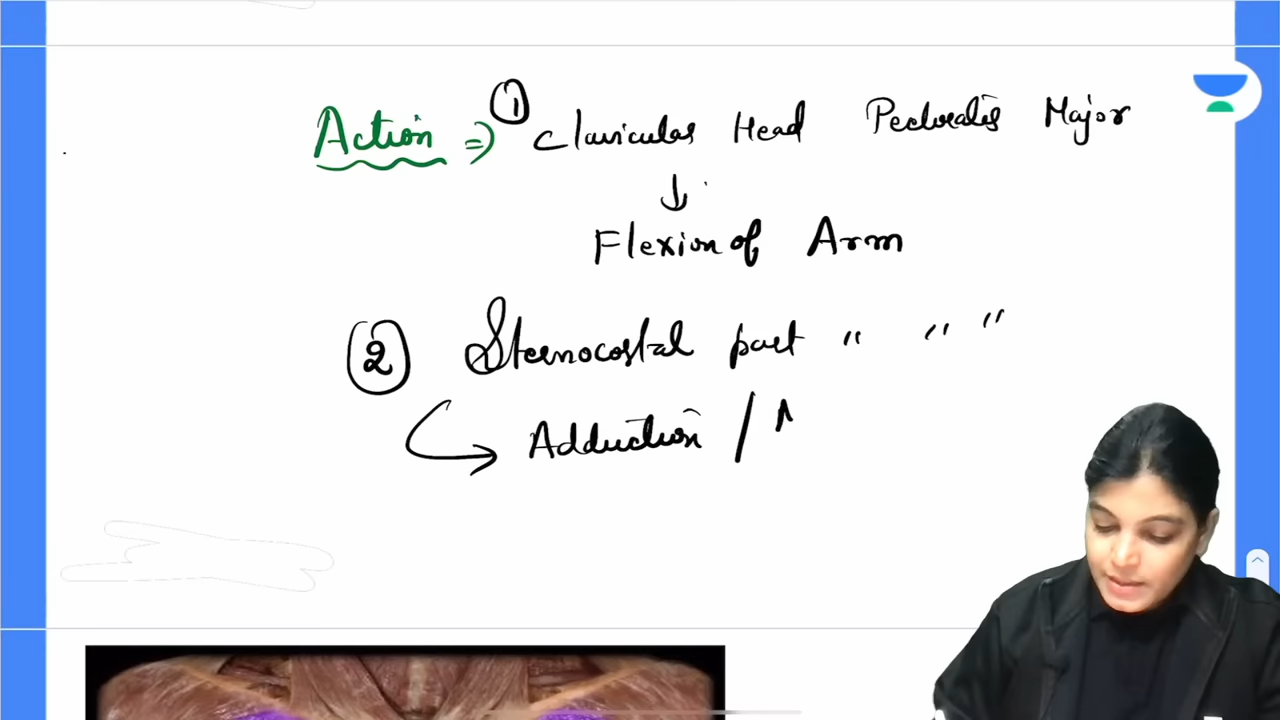 Action ⇒ ① Clavicular Head Pectoralis Major
↓
Flexion of Arm
② Sternocostal part " " "
↳ Adduction /